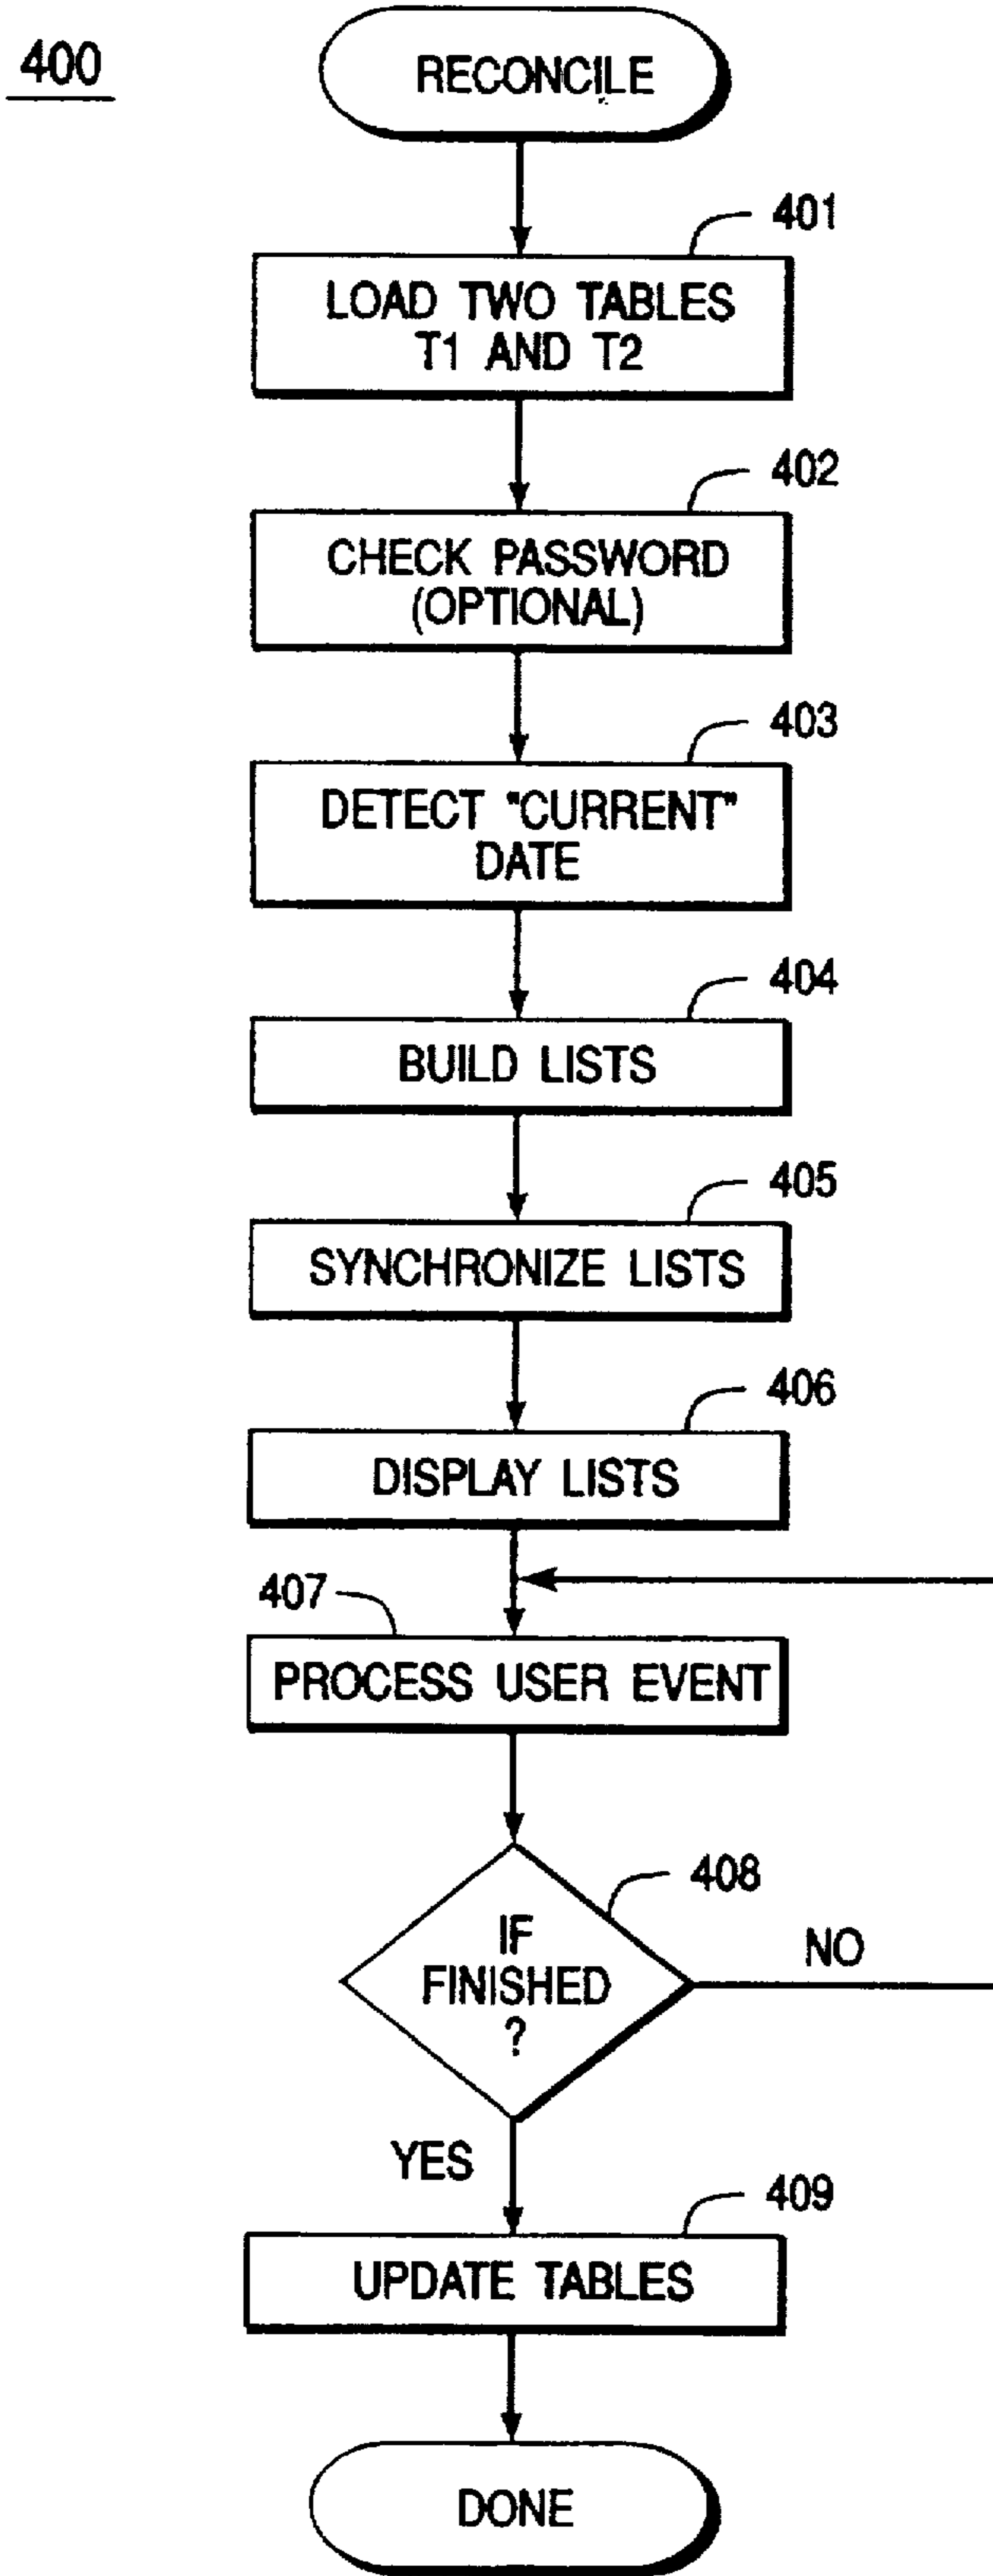 400
RECONCILE
401
LOAD TWO TABLES
T1 AND T2
402
CHECK PASSWORD
(OPTIONAL)
403
DETECT "CURRENT"
DATE
404
BUILD LISTS
405
SYNCHRONIZE LISTS
406
DISPLAY LISTS
407
PROCESS USER EVENT
408
IF
FINISHED
?
NO
YES
409
UPDATE TABLES
DONE